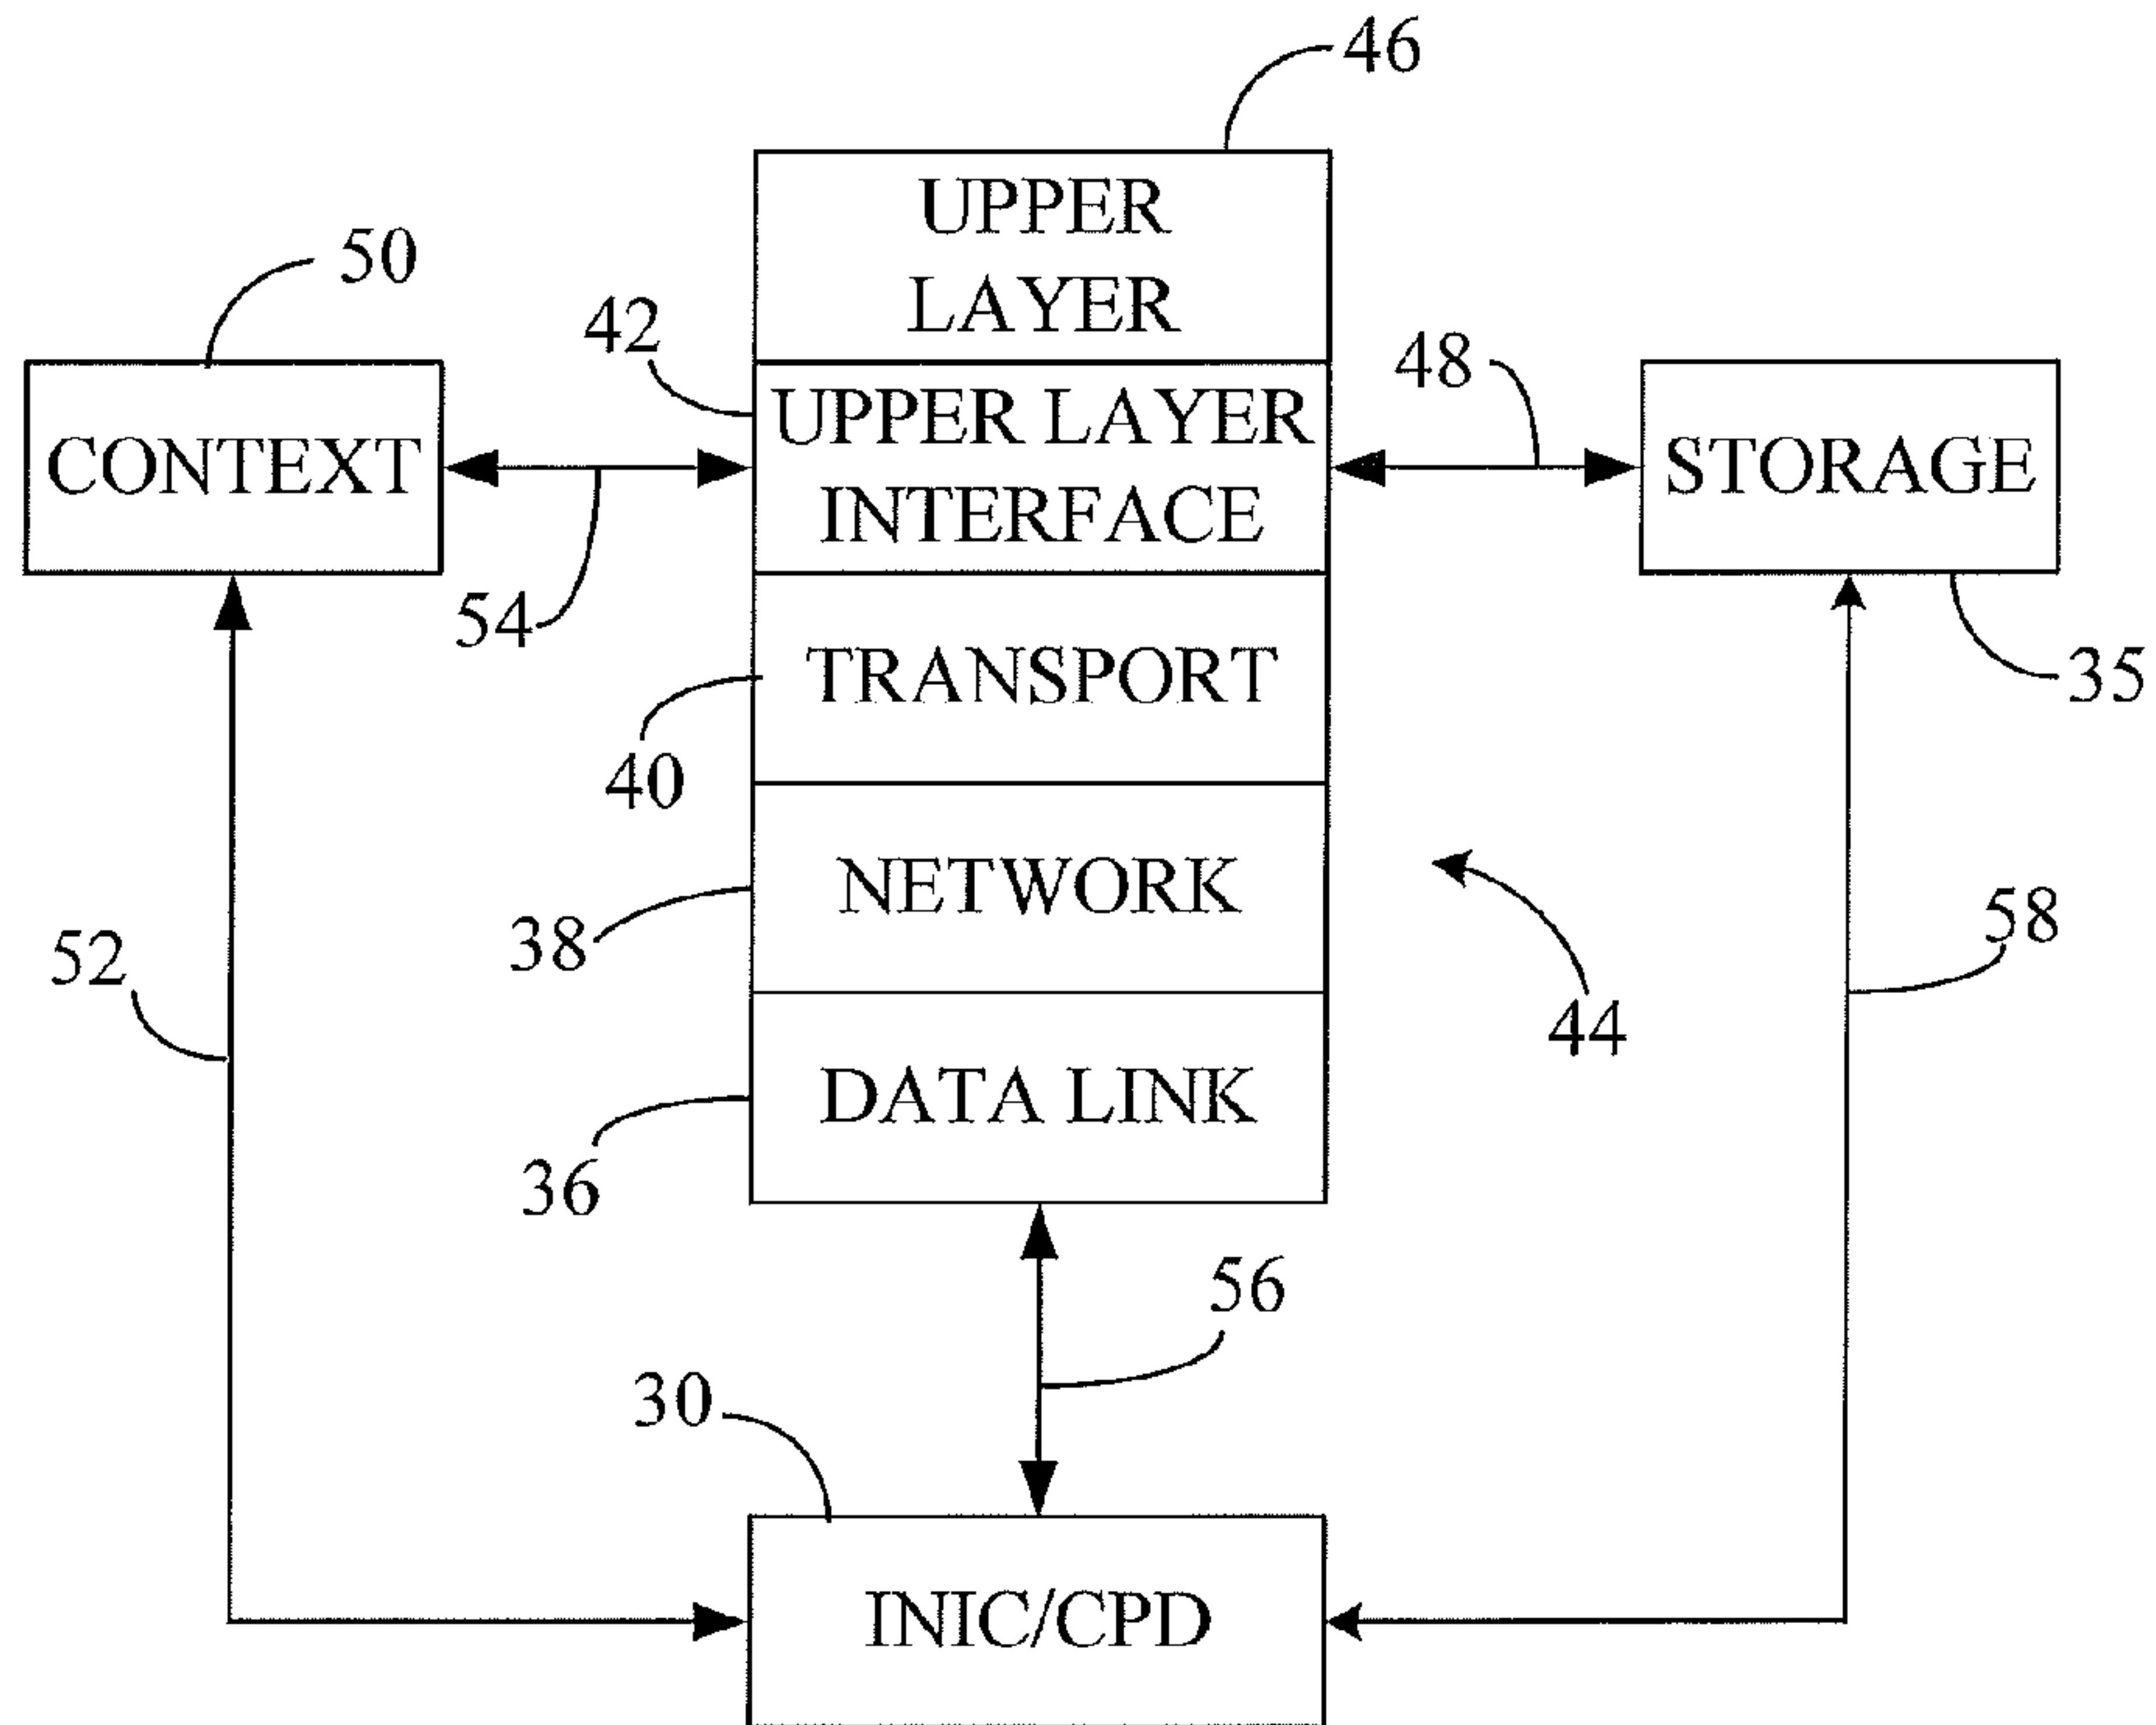 46
UPPER
LAYER
50
42
48
CONTEXT
UPPER LAYER
INTERFACE
STORAGE
54
TRANSPORT
35
40
NETWORK
38
58
52
44
DATA LINK
36
56
30
INIC/CPD